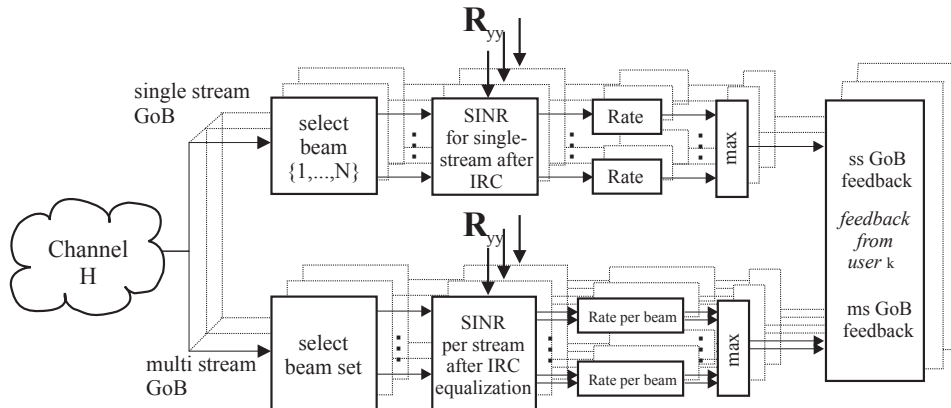 R_yy
single stream
GoB
select
beam
{1,...,N}
SINR
for single-
stream after
IRC
Rate
Rate
max
ss GoB
feedback
feedback
from
user k
ms GoB
feedback
Channel
H
R_yy
multi stream
GoB
select
beam set
SINR
per stream
after IRC
equalization
Rate per beam
Rate per beam
max